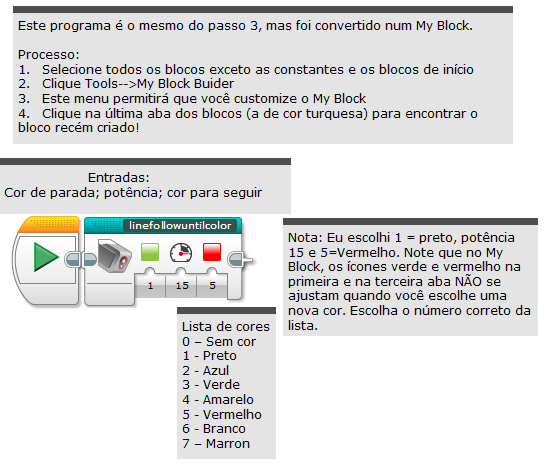 Este programa é o mesmo do passo 3, mas foi convertido num My Block.
Processo:
1. Selecione todos os blocos exceto as constantes e os blocos de início
2. Clique Tools-->My Block Buider
3. Este menu permitirá que você customize o My Block
4. Clique na última aba dos blocos (a de cor turquesa) para encontrar o
bloco recém criado!
Entradas:
Cor de parada; potência; cor para seguir
linefollowuntilcolor
1 15 5
Nota: Eu escolhi 1 = preto, potência
15 e 5=Vermelho. Note que no My
Block, os ícones verde e vermelho na
primeira e na terceira aba NÃO se
ajustam quando você escolhe uma
nova cor. Escolha o número correto da
lista.
Lista de cores
0 – Sem cor
1 - Preto
2 - Azul
3 - Verde
4 - Amarelo
5 - Vermelho
6 - Branco
7 – Marron